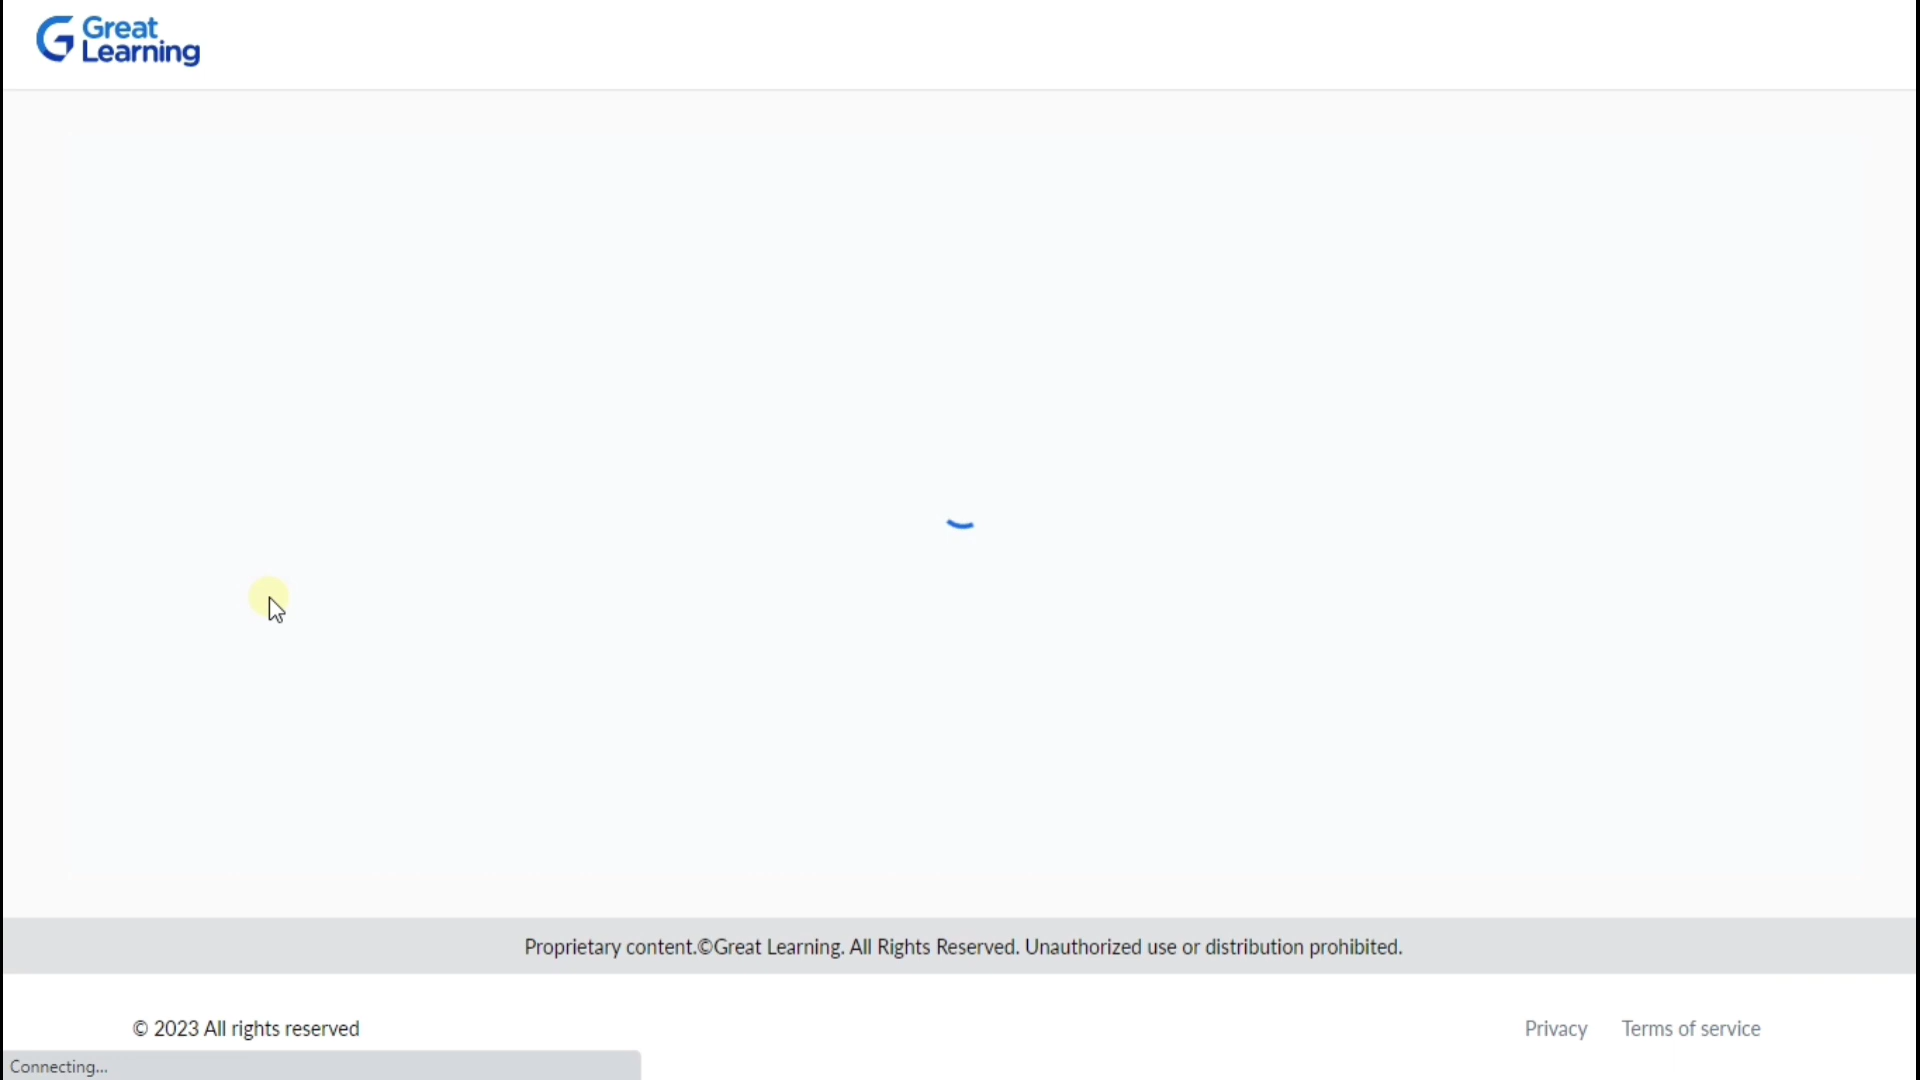 Great
Learning
Proprietary content.©Great Learning. All Rights Reserved. Unauthorized use or distribution prohibited.
© 2023 All rights reserved
Privacy
Terms of service
Connecting...